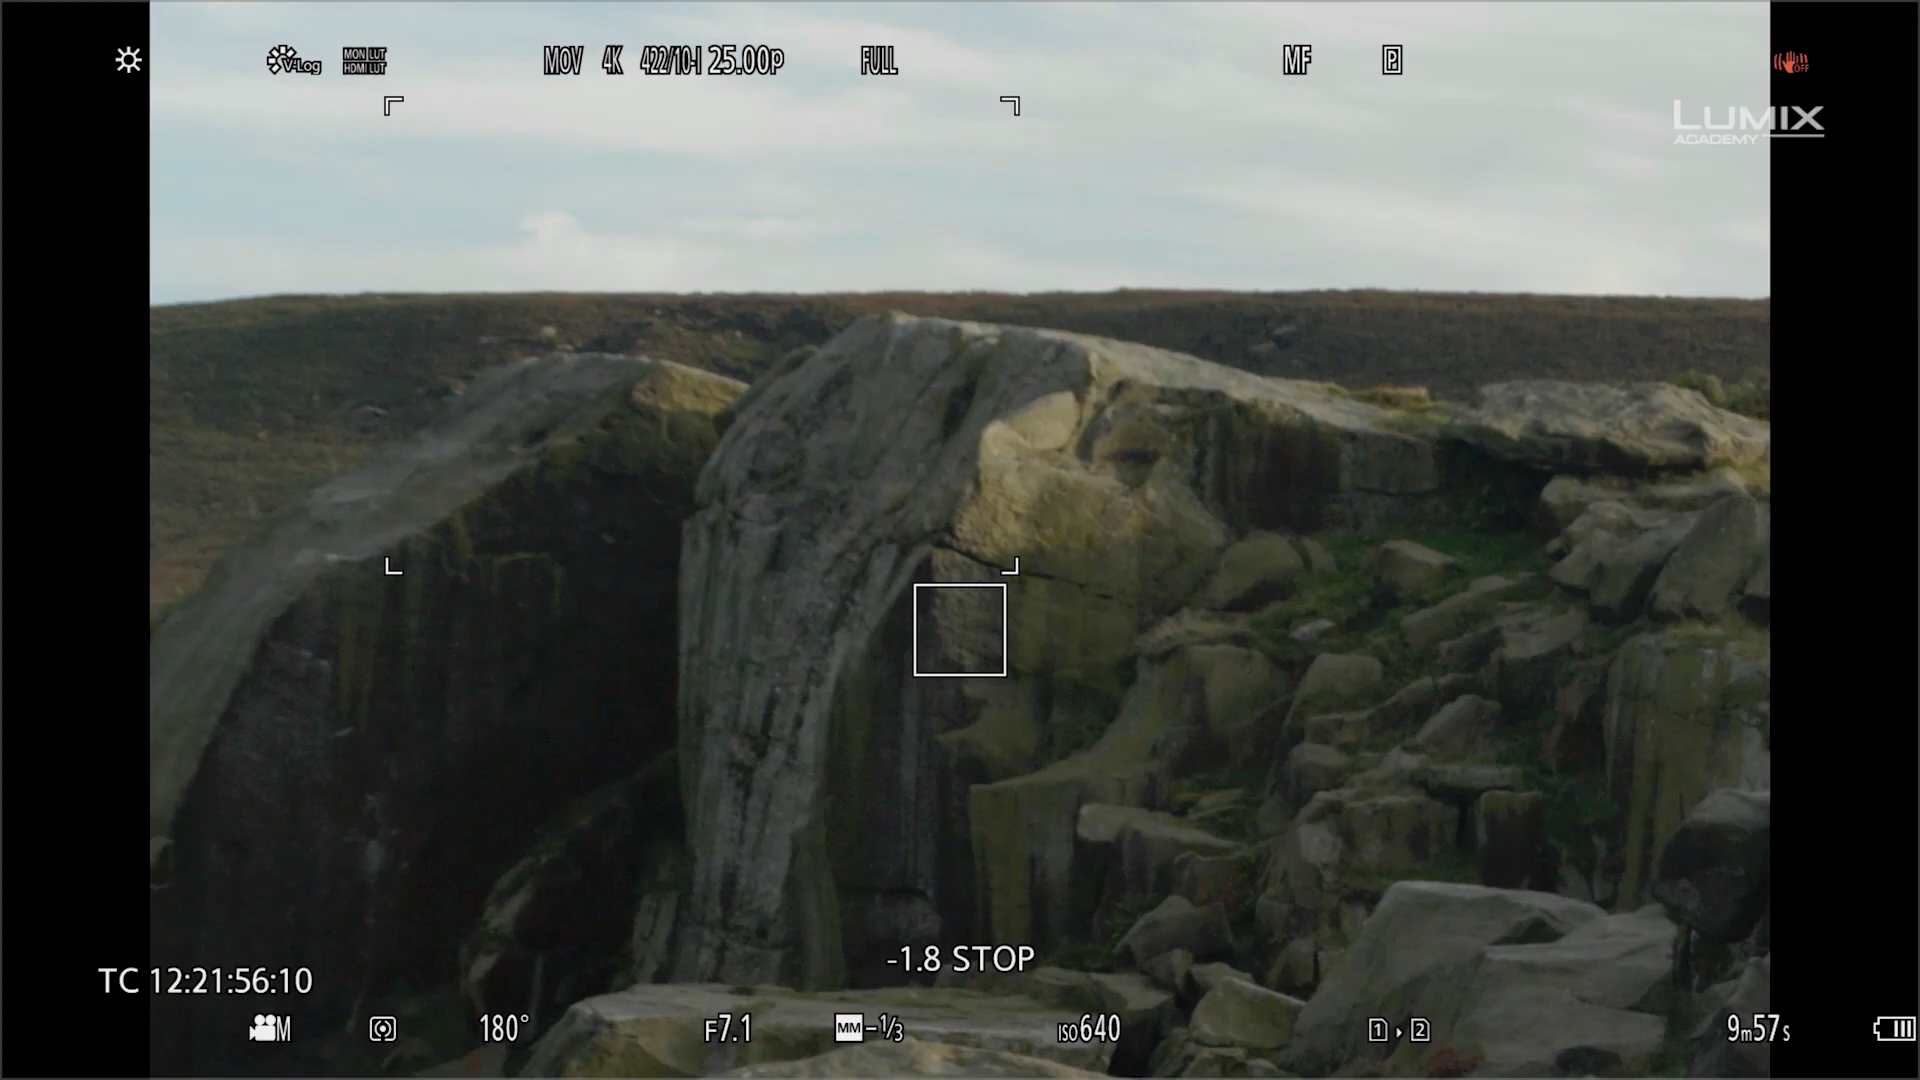 V-Log
MON LUT
HDMI LUT
MOV 4K 422/10-l 25.00p
FULL
MF
P
OFF
LUMIX
ACADEMY
-1.8 STOP
TC 12:21:56:10
M
180°
F7.1
MM -1/3
ISO640
1 2
9m57s